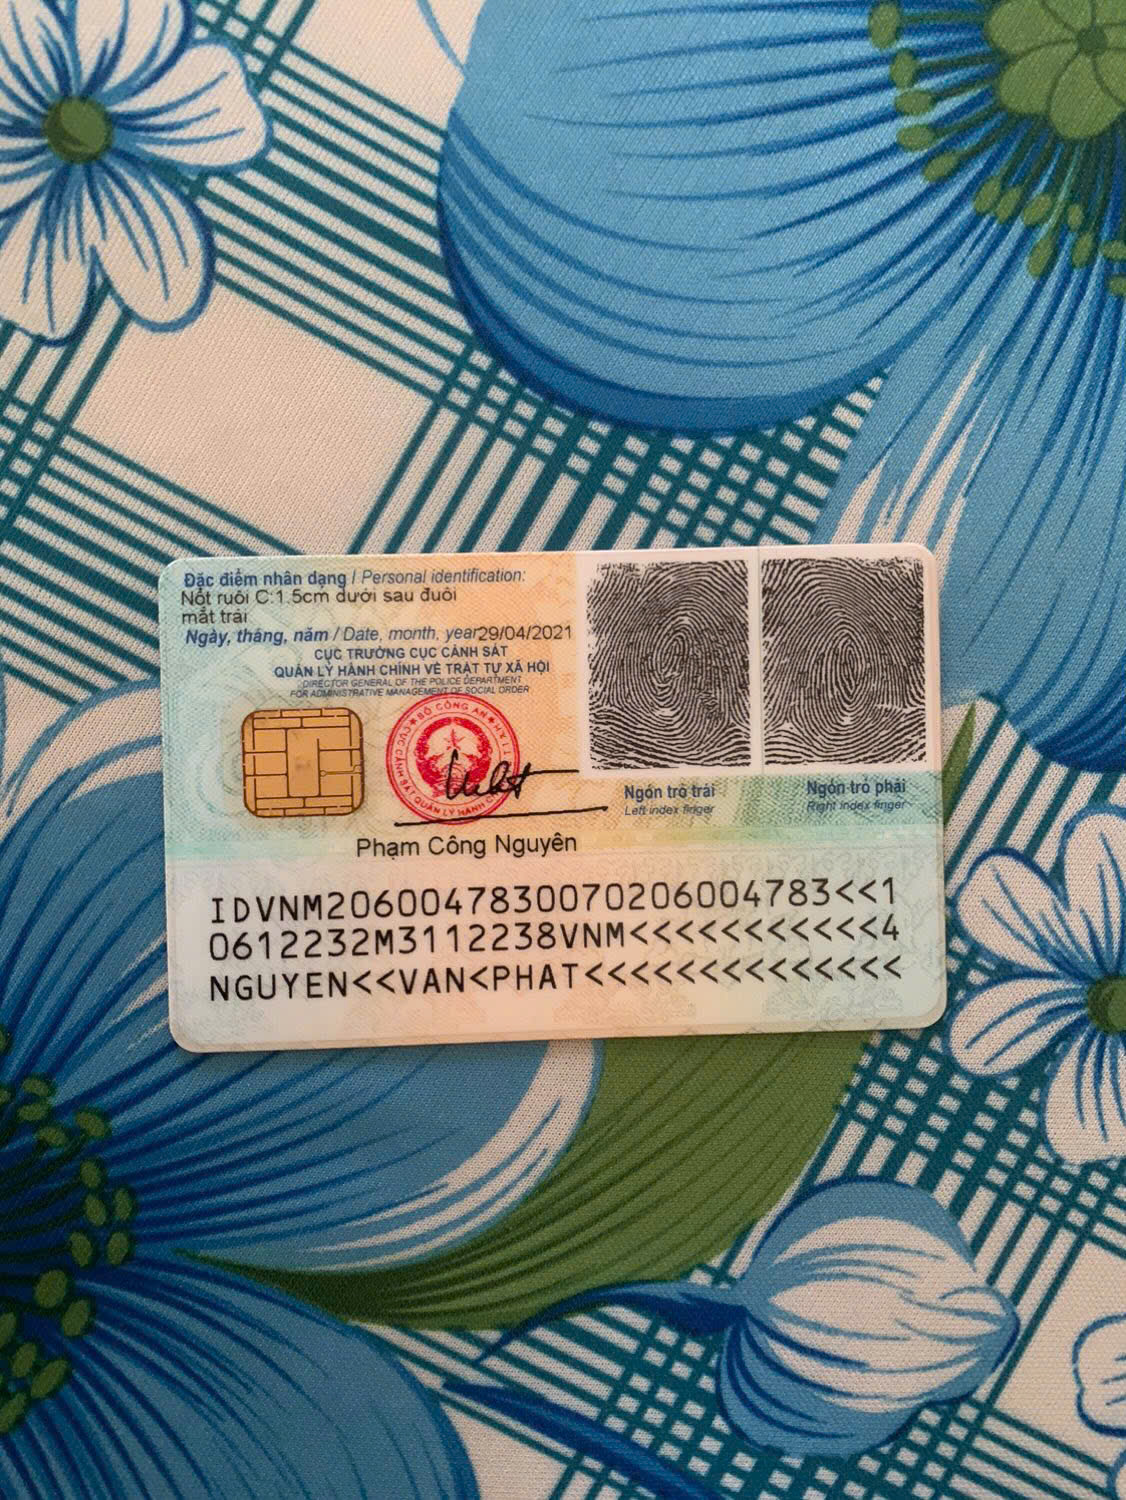 Đặc điểm nhân dạng / Personal identification:
Nốt ruồi C:1.5cm dưới sau đuôi
mắt trái
Ngày, tháng, năm / Date, month, year29/04/2021
CỤC TRƯỞNG CỤC CẢNH SÁT
QUẢN LÝ HÀNH CHÍNH VỀ TRẬT TỰ XÃ HỘI
DIRECTOR GENERAL OF THE POLICE DEPARTMENT
FOR ADMINISTRATIVE MANAGEMENT OF SOCIAL ORDER
BỘ CÔNG AN
CỤC CẢNH SÁT QUẢN LÝ HÀNH
Ngón trỏ trái
Left index finger
Ngón trỏ phải
Right index finger
Phạm Công Nguyên
IDVNM2060047830070206004783<<1
0612232M3112238VNM<<<<<<<<<<<4
NGUYEN<<VAN<PHAT<<<<<<<<<<<<<<